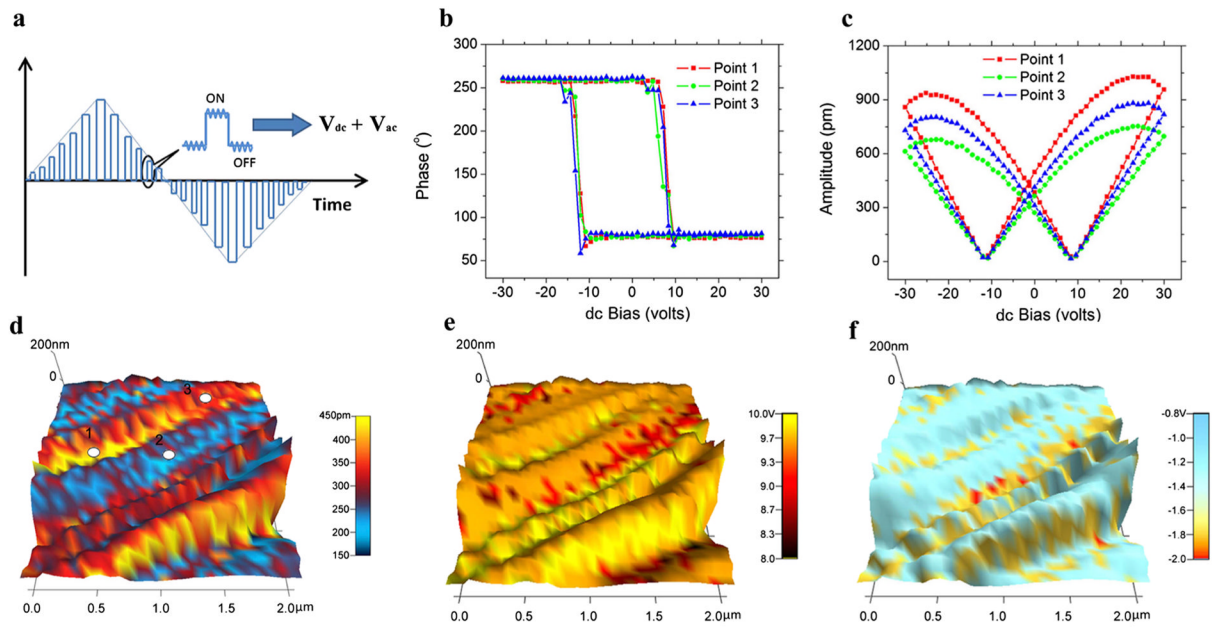 a
ON
OFF
Vdc + Vac
Time
b
300
250
200
150
100
50
Phase (°)
Point 1
Point 2
Point 3
-30 -20 -10 0 10 20 30
dc Bias (volts)
c
1200
900
600
300
0
Amplitude (pm)
Point 1
Point 2
Point 3
-30 -20 -10 0 10 20 30
dc Bias (volts)
d
200nm
0
1
2
3
450pm
400
350
300
250
200
150
0.0 0.5 1.0 1.5 2.0µm
e
200nm
0
10.0V
9.7
9.3
9.0
8.7
8.3
8.0
0.0 0.5 1.0 1.5 2.0µm
f
200nm
0
-0.8V
-1.0
-1.2
-1.4
-1.6
-1.8
-2.0
0.0 0.5 1.0 1.5 2.0µm